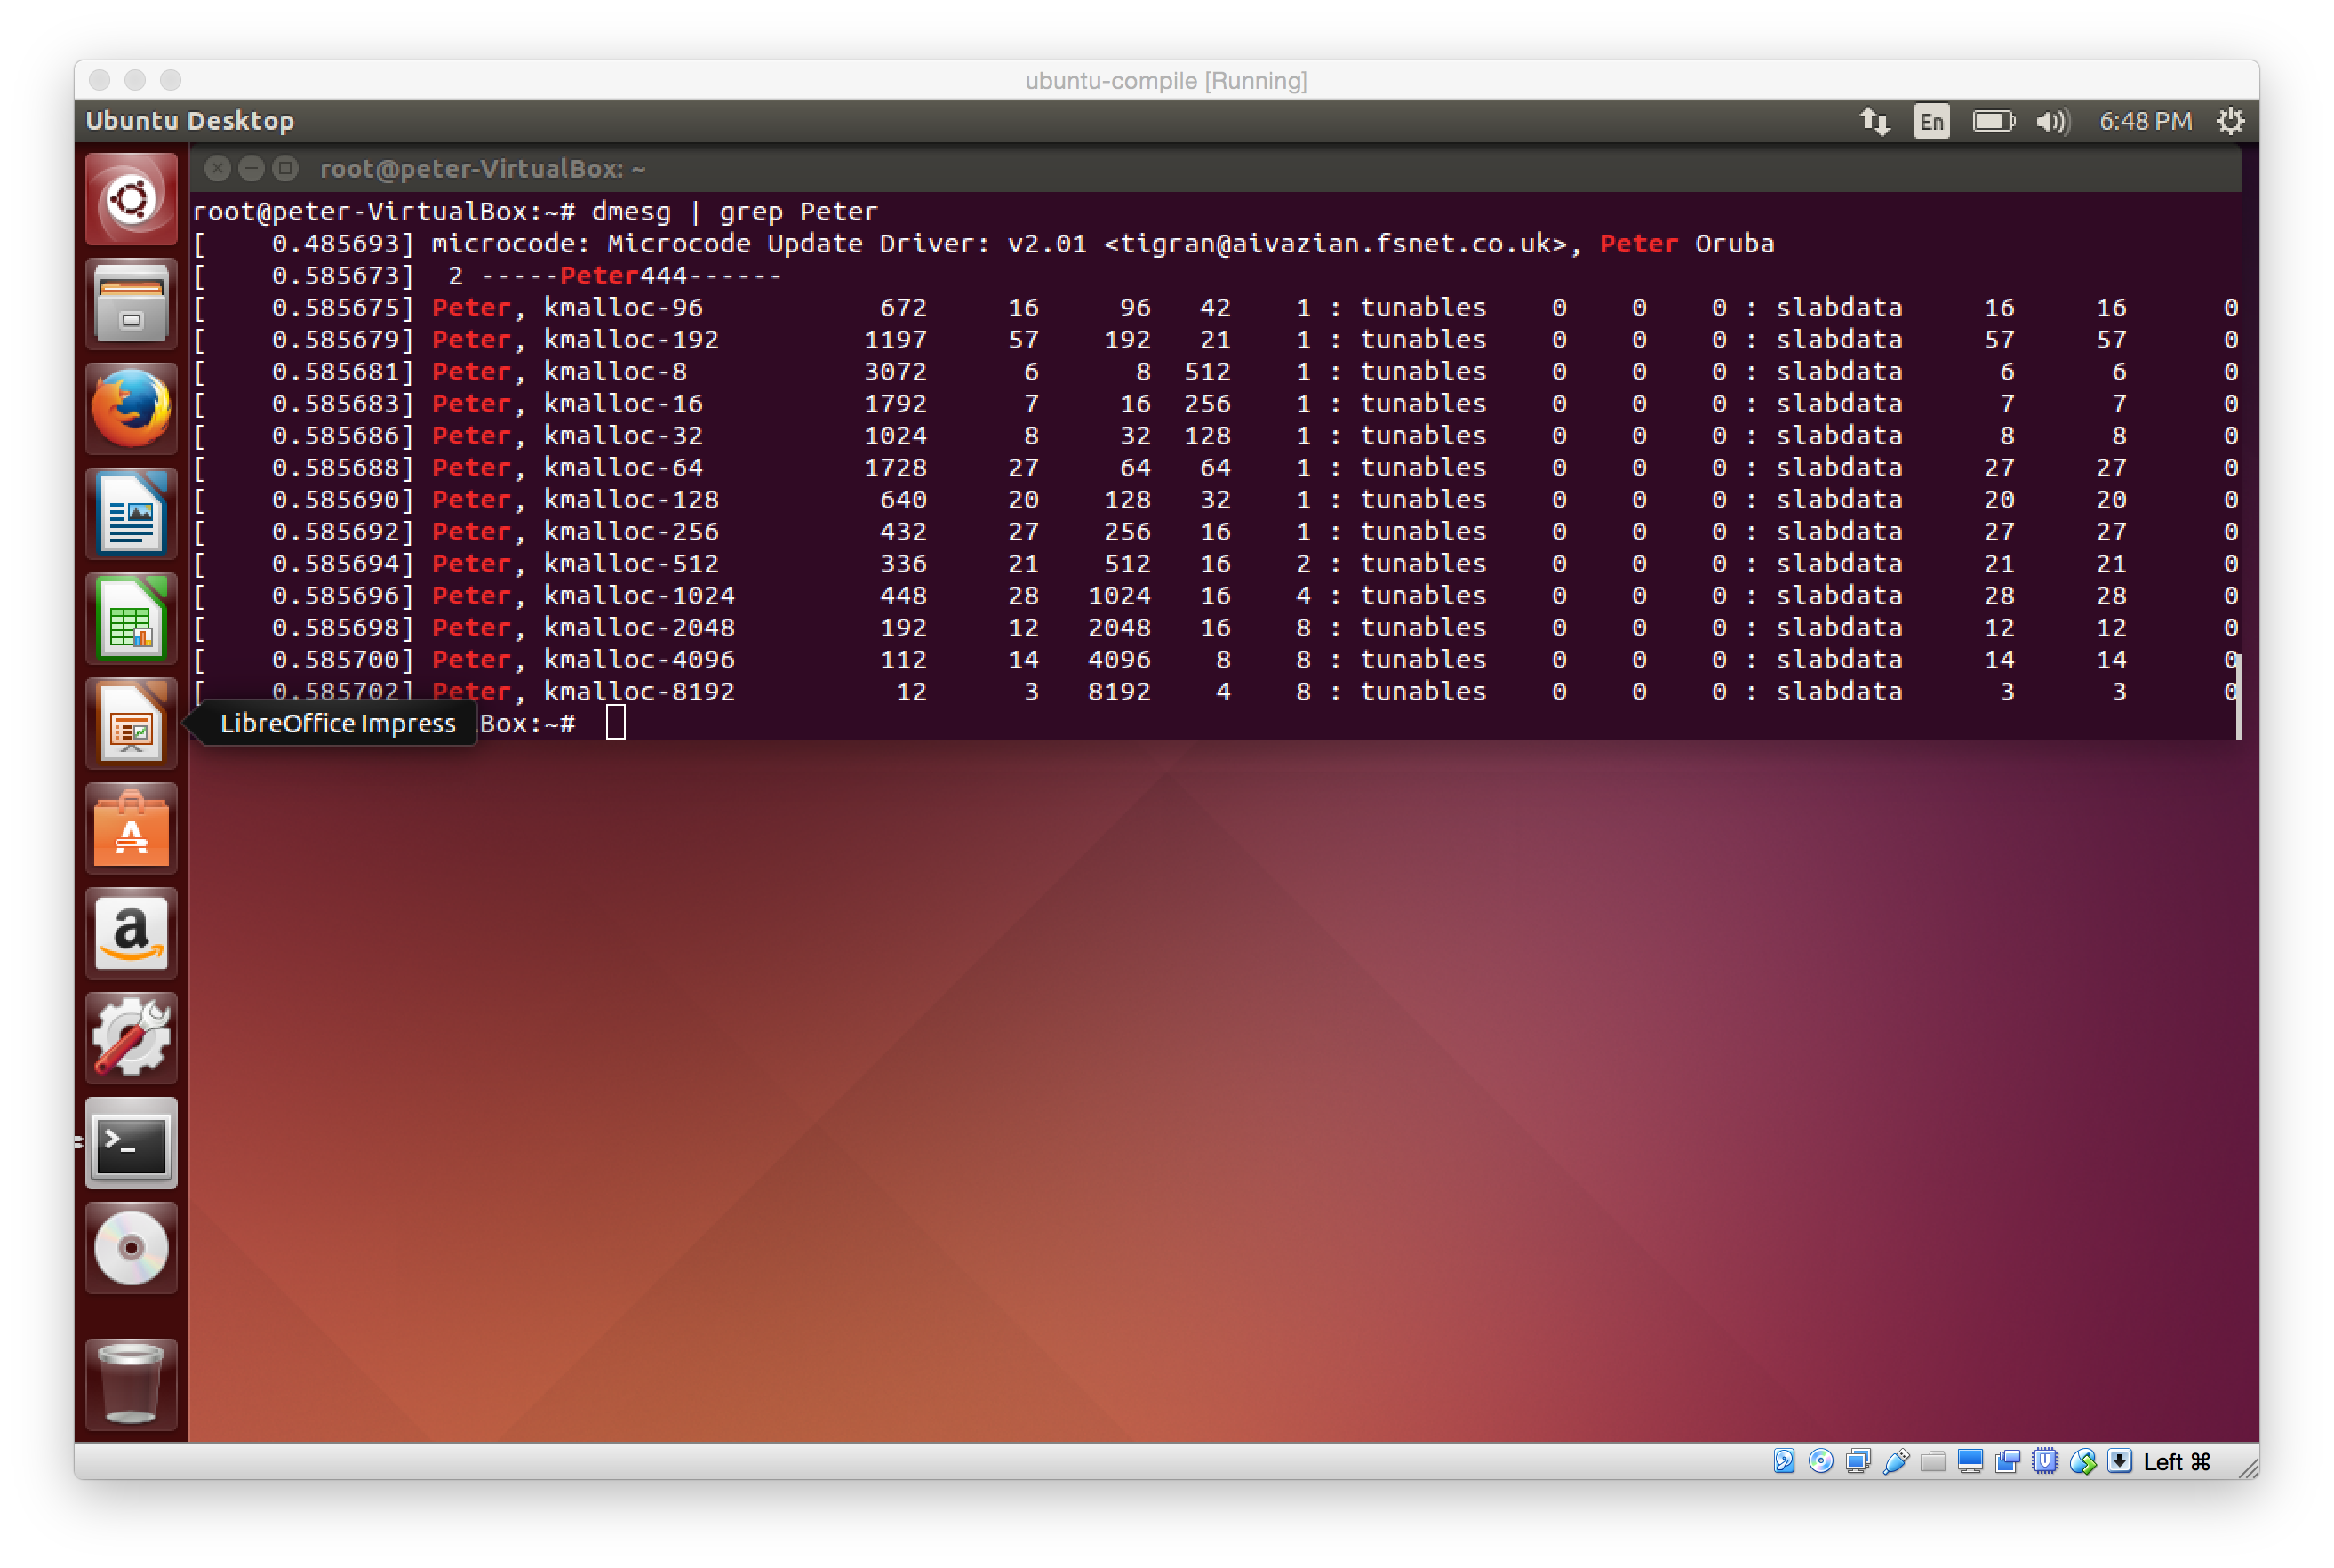 ubuntu-compile [Running]
Ubuntu Desktop En 6:48 PM
root@peter-VirtualBox: ~
root@peter-VirtualBox:~# dmesg | grep Peter
[    0.485693] microcode: Microcode Update Driver: v2.01 <tigran@aivazian.fsnet.co.uk>, Peter Oruba
[    0.585673]  2 -----Peter444------
[    0.585675] Peter, kmalloc-96 672 16 96 42 1 : tunables 0 0 0 : slabdata 16 16 0
[    0.585679] Peter, kmalloc-192 1197 57 192 21 1 : tunables 0 0 0 : slabdata 57 57 0
[    0.585681] Peter, kmalloc-8 3072 6 8 512 1 : tunables 0 0 0 : slabdata 6 6 0
[    0.585683] Peter, kmalloc-16 1792 7 16 256 1 : tunables 0 0 0 : slabdata 7 7 0
[    0.585686] Peter, kmalloc-32 1024 8 32 128 1 : tunables 0 0 0 : slabdata 8 8 0
[    0.585688] Peter, kmalloc-64 1728 27 64 64 1 : tunables 0 0 0 : slabdata 27 27 0
[    0.585690] Peter, kmalloc-128 640 20 128 32 1 : tunables 0 0 0 : slabdata 20 20 0
[    0.585692] Peter, kmalloc-256 432 27 256 16 1 : tunables 0 0 0 : slabdata 27 27 0
[    0.585694] Peter, kmalloc-512 336 21 512 16 2 : tunables 0 0 0 : slabdata 21 21 0
[    0.585696] Peter, kmalloc-1024 448 28 1024 16 4 : tunables 0 0 0 : slabdata 28 28 0
[    0.585698] Peter, kmalloc-2048 192 12 2048 16 8 : tunables 0 0 0 : slabdata 12 12 0
[    0.585700] Peter, kmalloc-4096 112 14 4096 8 8 : tunables 0 0 0 : slabdata 14 14 0
[    0.585702] Peter, kmalloc-8192 12 3 8192 4 8 : tunables 0 0 0 : slabdata 3 3 0
LibreOffice Impress Box:~#
Left ⌘